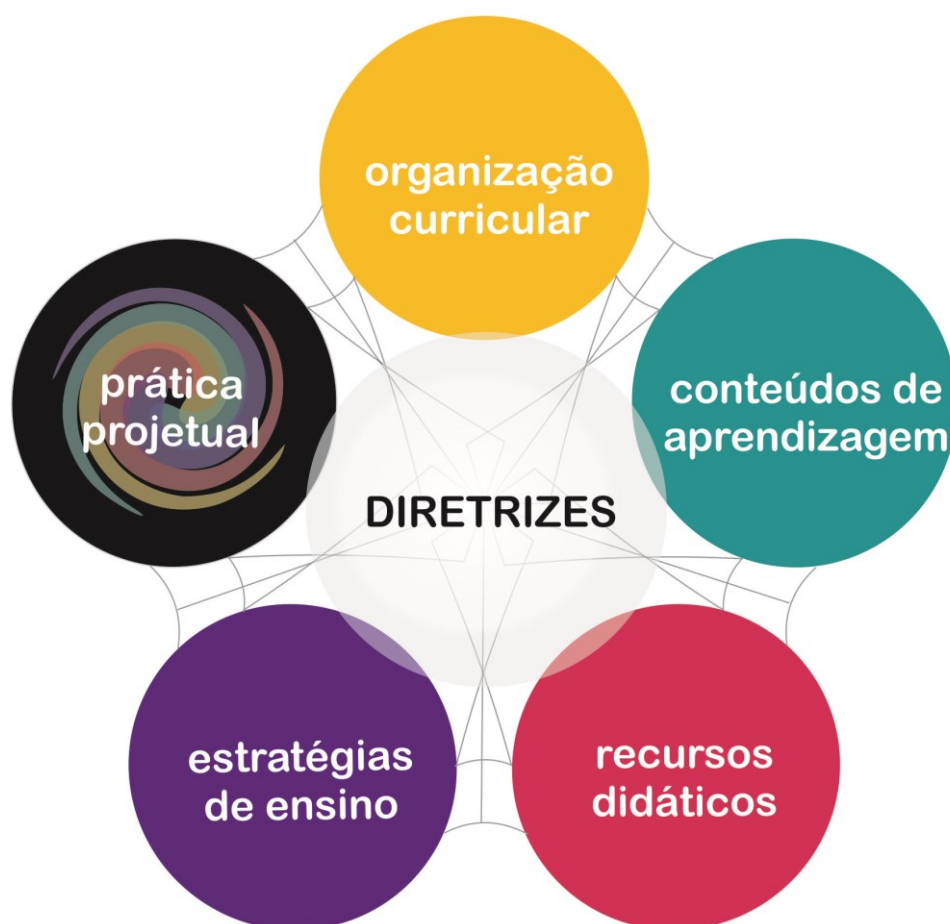 organização
curricular
conteúdos de
aprendizagem
prática
projetual
DIRETRIZES
estratégias
de ensino
recursos
didáticos